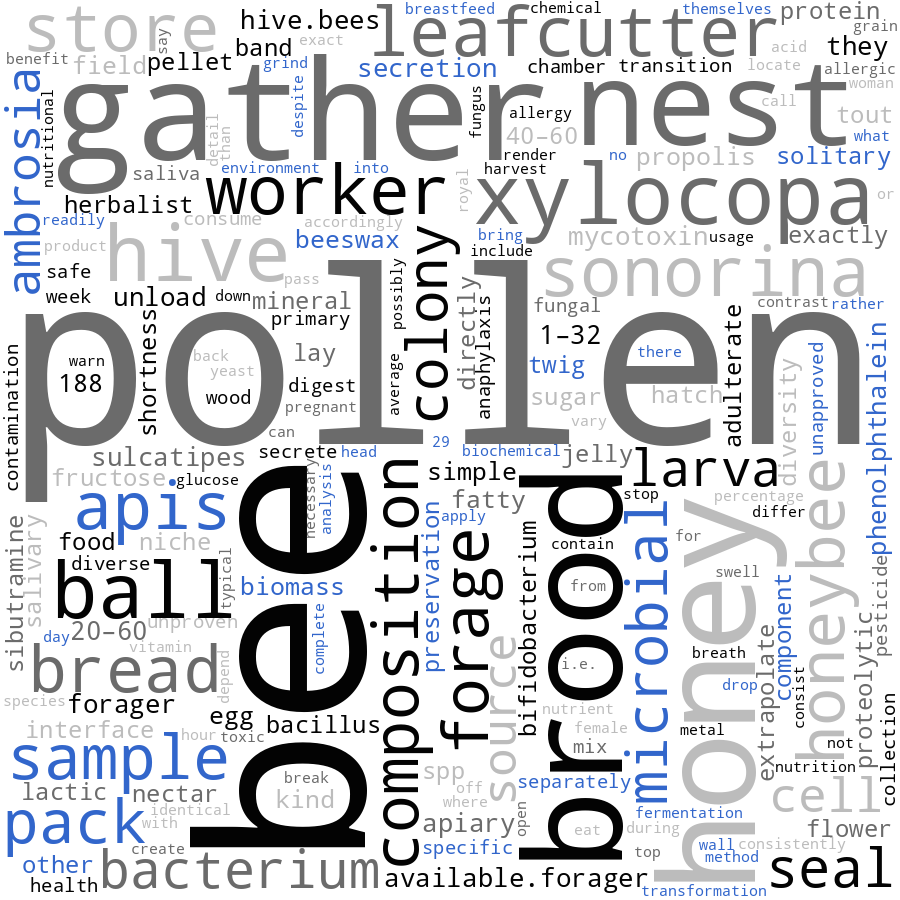 store
hive.bees
breastfeed
chemical
themselves
protein
benefit
field
say
pellet
band
exact
leafcutter
acid
grain
they
grind
secretion
chamber
transition
locate
allergic
woman
ambrosia
nutritional
gather
despite
fungus
allergy
nest
call
tout
detail
than
40–60
what
saliva
environment
into
render
no
propolis
solitary
herbalist
worker
royal
harvest
xylocopa
or
readily
consume
accordingly
product
hive
beeswax
bring
include
mycotoxin
usage
exactly
safe
pass
colony
possibly
directly
sonorina
week
unload
down
mineral
anaphylaxis
fungal
contrast
rather
primary
1–32
adulterate
contamination
pollen
warn
188
shortness
back
yeast
wood
lay
digest
pregnant
average
twig
there
sugar
hatch
vary
diversity
unapproved
phenolphthalein
can
sulcatipes
secrete
head
29
biochemical
jelly
larva
fructose
glucose
necessary
analysis
simple
fatty
stop
percentage
differ
apis
bee
composition
preservation
apply
brood
microbial
for
honey
honeybee
sibutramine
salivary
food
niche
diverse
typical
forage
bifidobacterium
contain
from
swell
pesticide
ball
biomass
complete
component
day
20–60
unproven
vitamin
source
i.e.
breath
extrapolate
consist
proteolytic
bread
depend
species
forager
egg
bacillus
drop
nutrient
female
metal
not
collection
interface
hour
toxic
mix
nutrition
sample
break
spp
off
separately
lactic
nectar
kind
where
cell
pack
identical
with
apiary
open
eat
fermentation
during
flower
create
specific
top
wall
method
consistently
other
health
bacterium
available.forager
transformation
seal